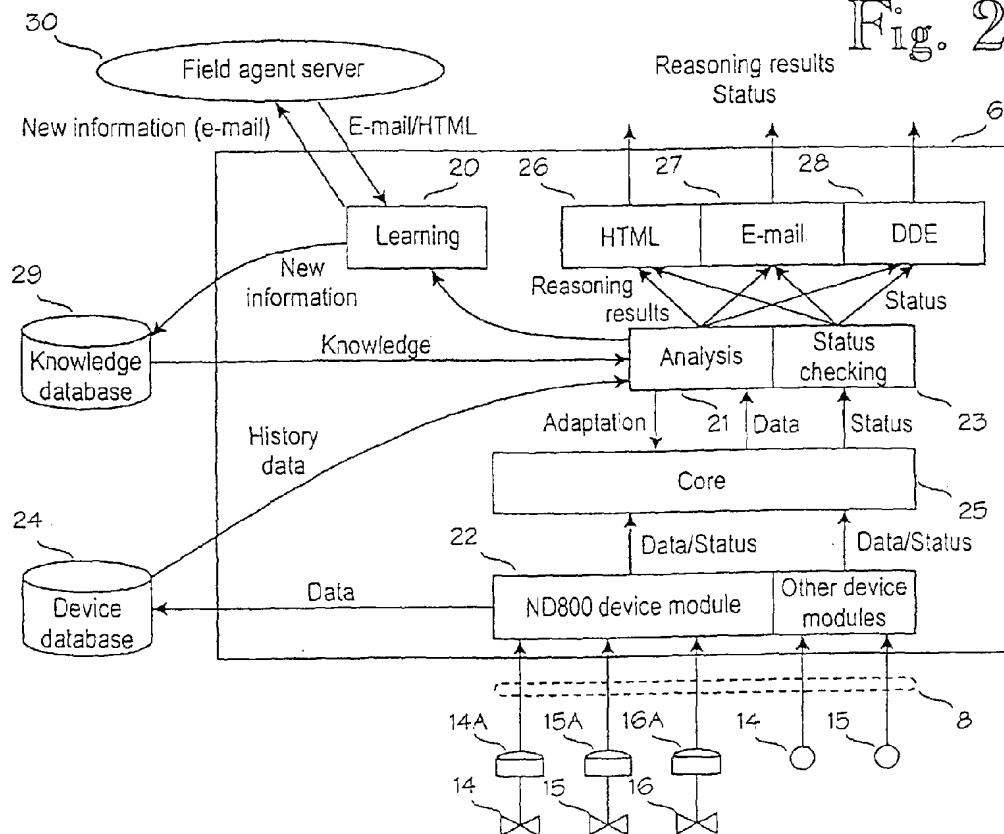 Fig. 2
30
Field agent server
Reasoning results
Status
New information (e-mail)
E-mail/HTML
6
20
26
27
28
Learning
HTML
E-mail
DDE
29
New
information
Reasoning
results
Status
Knowledge
database
Knowledge
Analysis
Status
checking
History
data
Adaptation
21
Data
Status
23
Core
25
24
22
Data/Status
Data/Status
Device
database
Data
ND800 device module
Other device
modules
8
14A
15A
16A
14
15
14
15
16